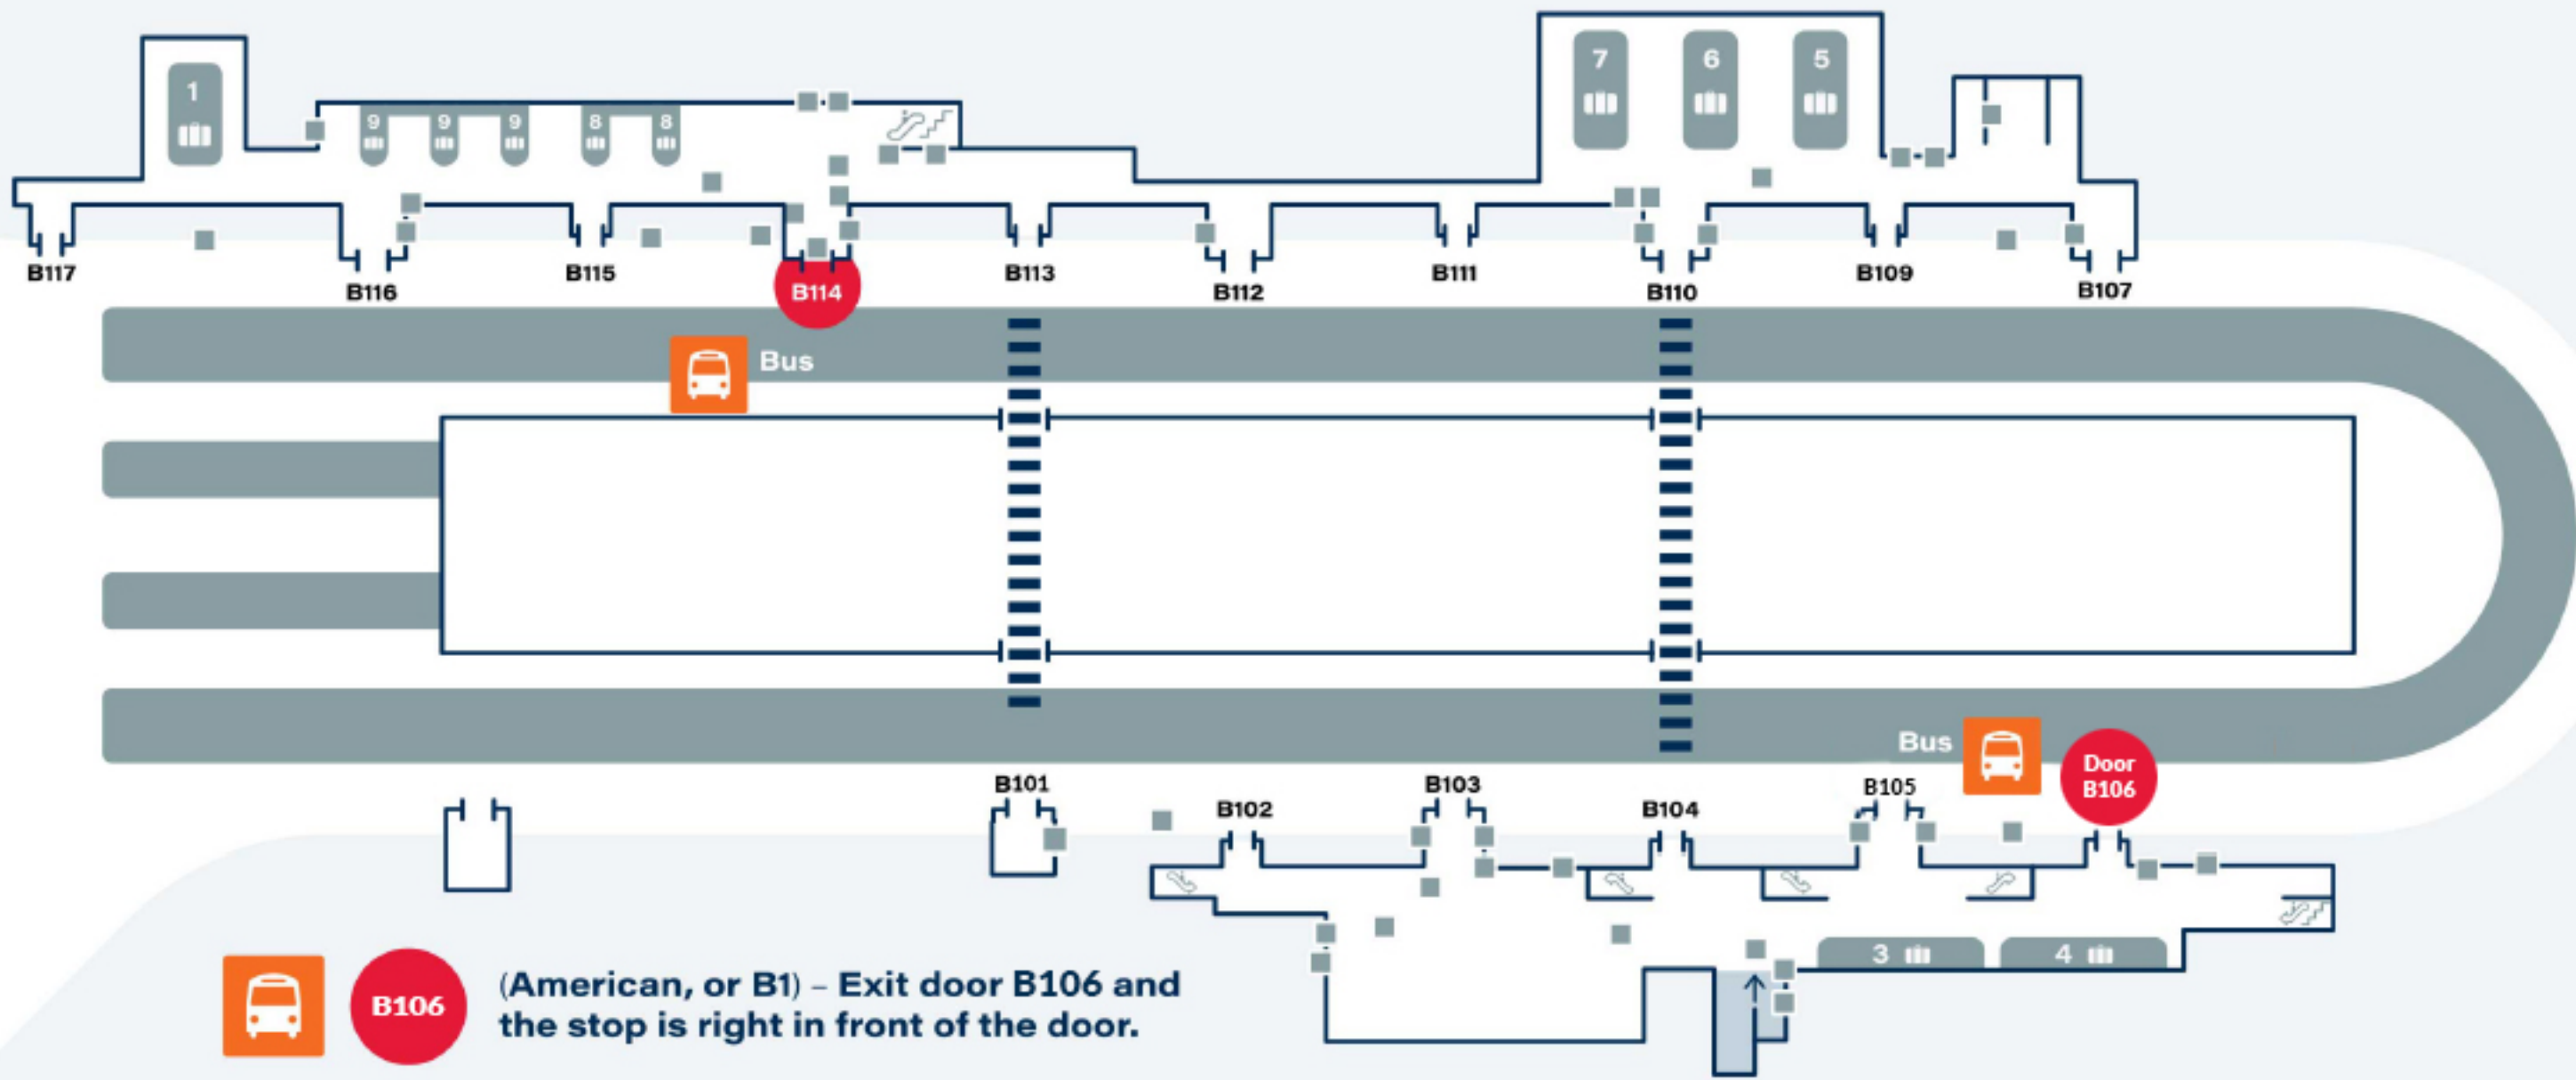 7 6 5
1
9 9 9 8 8
B117 B116 B115 B114 B113 B112 B111 B110 B109 B107
Bus
Bus
Door
B106
B101 B102 B103 B104 B105
3 4
B106
(American, or B1) – Exit door B106 and
the stop is right in front of the door.